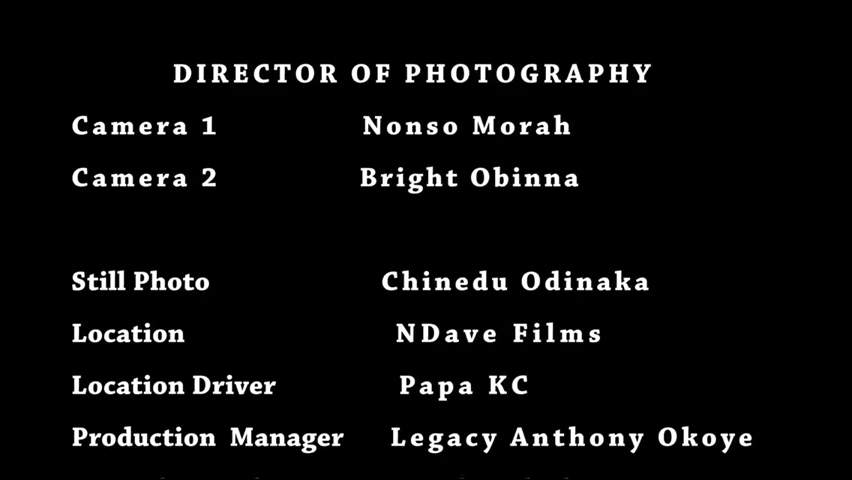 DIRECTOR OF PHOTOGRAPHY
Camera 1 Nonso Morah
Camera 2 Bright Obinna
Still Photo Chinedu Odinaka
Location NDave Films
Location Driver Papa KC
Production Manager Legacy Anthony Okoye